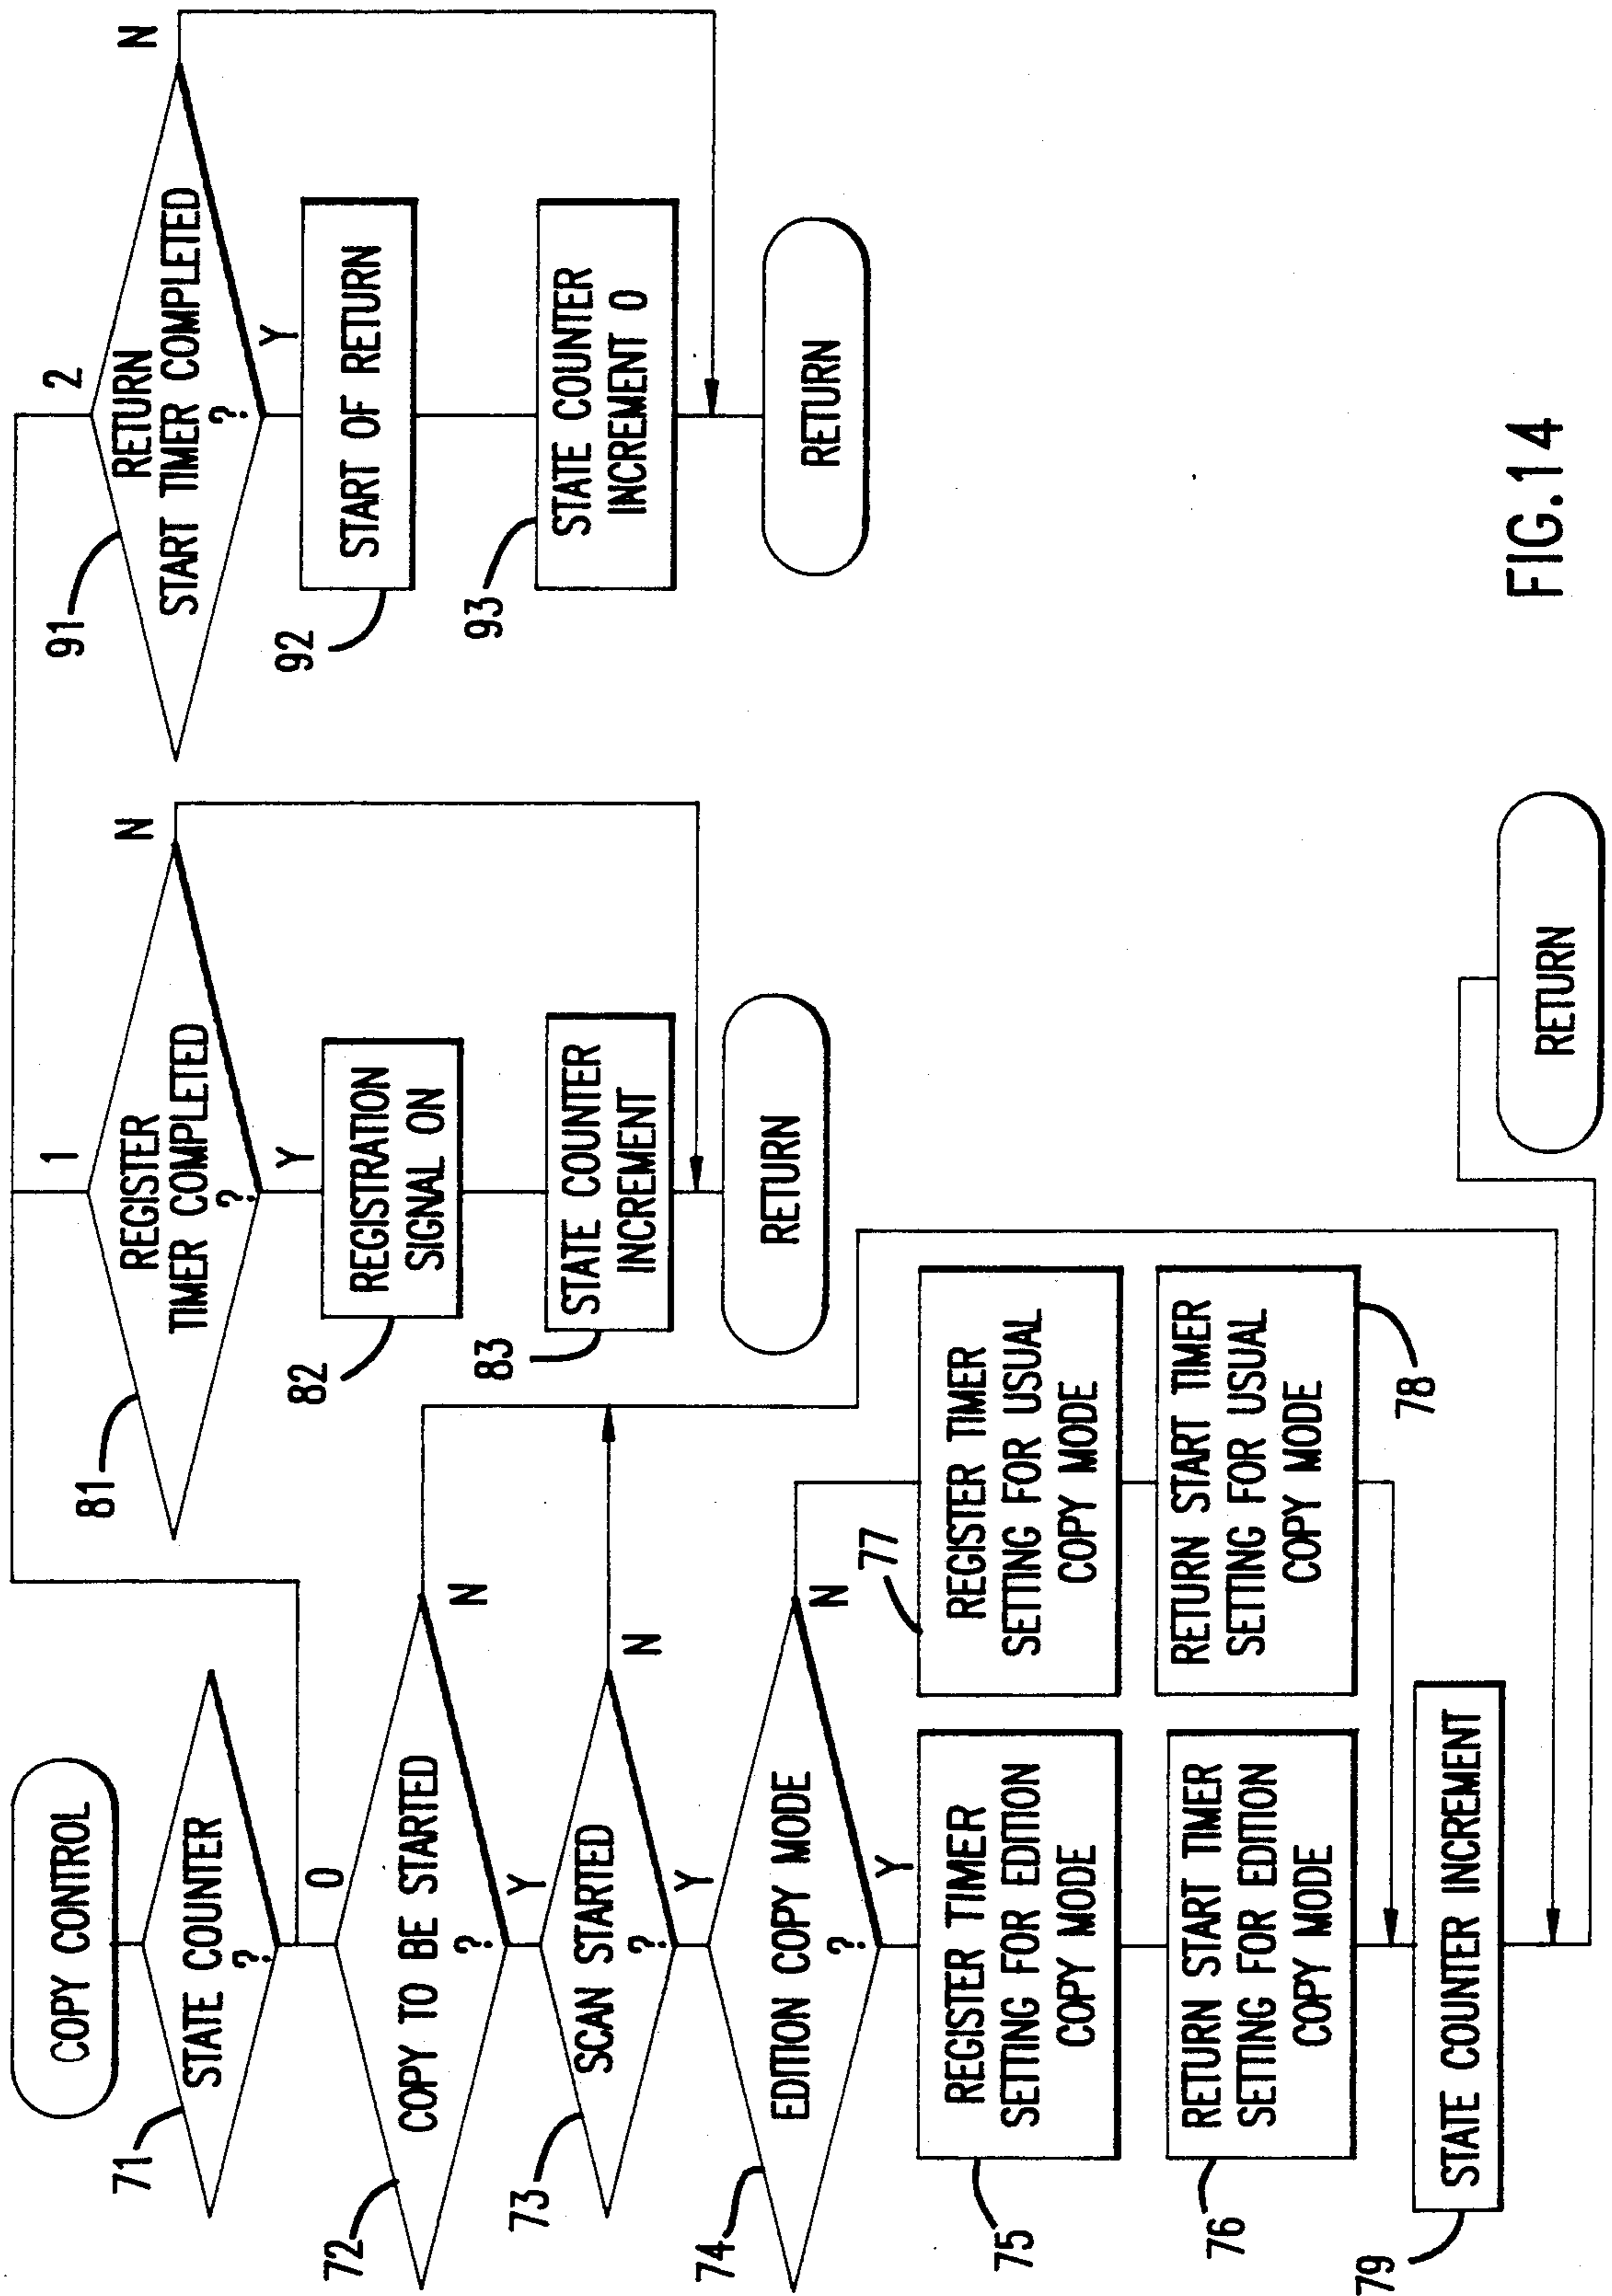 COPY CONTROL
71
STATE COUNTER
?
0
72
COPY TO BE STARTED
?
N
Y
73
SCAN STARTED
?
N
Y
74
EDITION COPY MODE
?
N
Y
75
REGISTER TIMER
SETTING FOR EDITION
COPY MODE
76
RETURN START TIMER
SETTING FOR EDITION
COPY MODE
77
REGISTER TIMER
SETTING FOR USUAL
COPY MODE
RETURN START TIMER
SETTING FOR USUAL
COPY MODE
78
79
STATE COUNTER INCREMENT
RETURN
1
81
REGISTER
TIMER COMPLETED
?
N
Y
82
REGISTRATION
SIGNAL ON
83
STATE COUNTER
INCREMENT
RETURN
2
91
RETURN
START TIMER COMPLETED
?
N
Y
92
START OF RETURN
93
STATE COUNTER
INCREMENT 0
RETURN
FIG.14